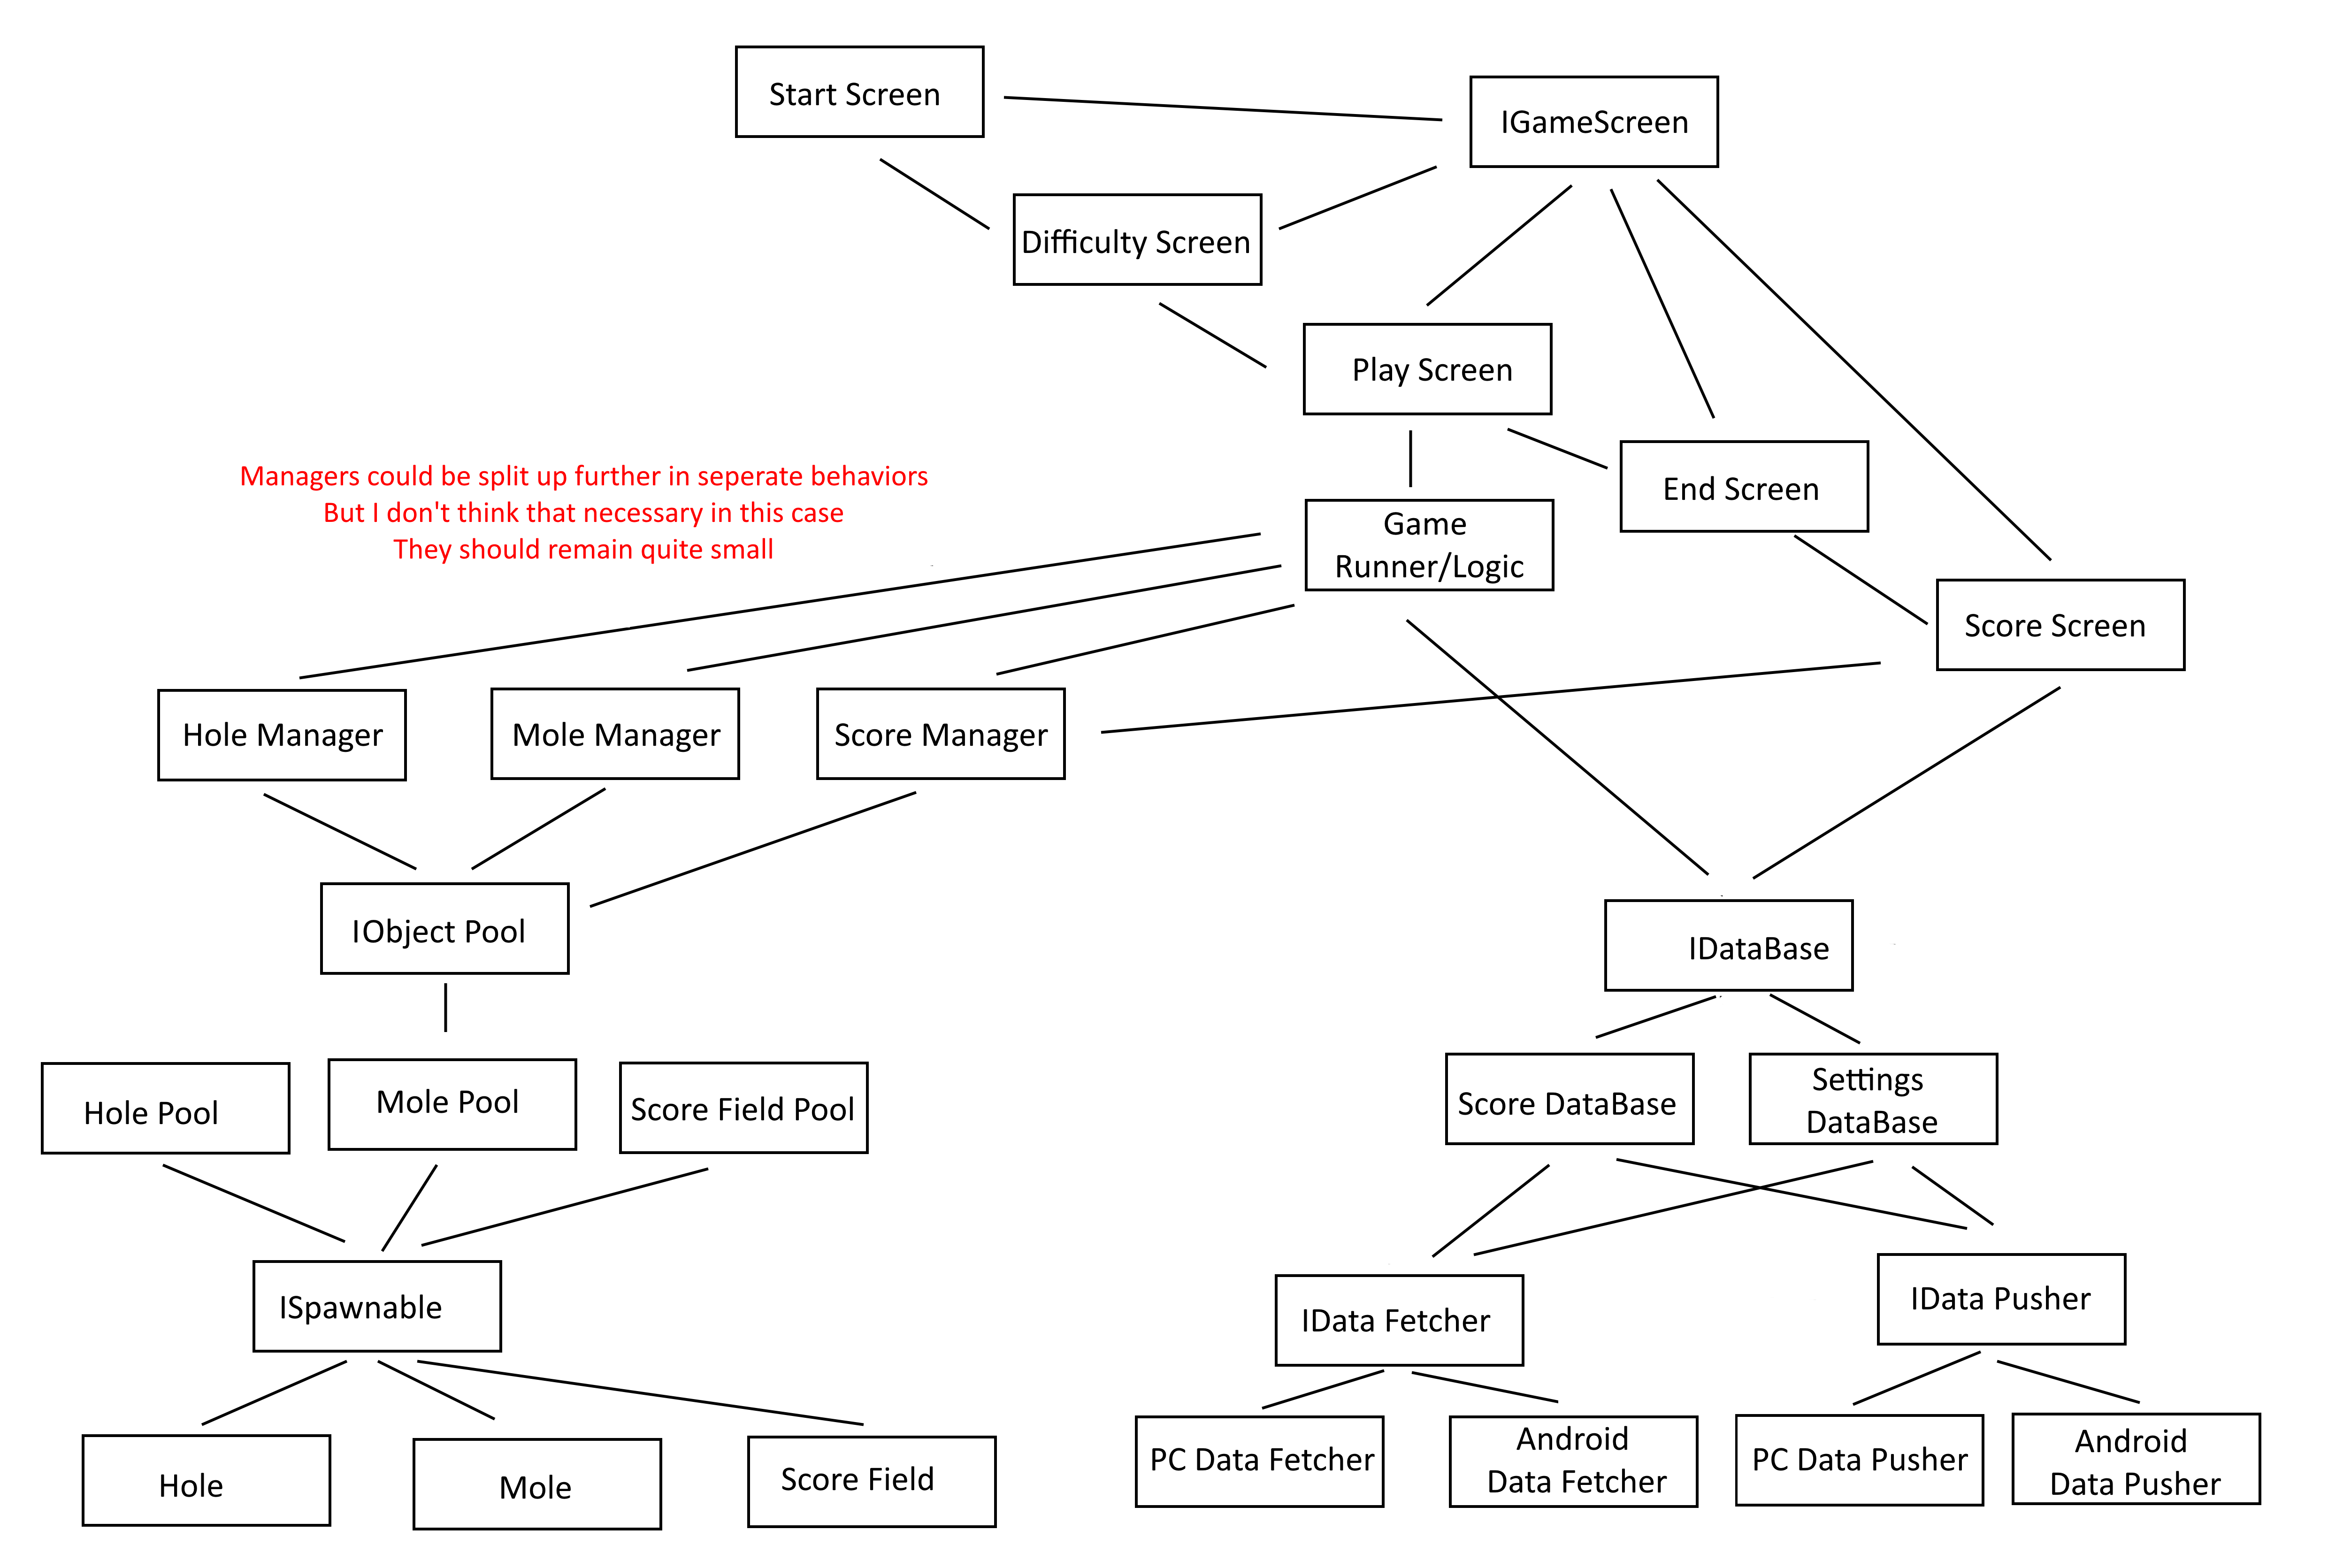 Start Screen
IGameScreen
Difficulty Screen
Play Screen
Managers could be split up further in seperate behaviors
But I don't think that necessary in this case
They should remain quite small
End Screen
Game
Runner/Logic
Score Screen
Hole Manager
Mole Manager
Score Manager
IObject Pool
IDataBase
Hole Pool
Mole Pool
Score Field Pool
Score DataBase
Settings
DataBase
ISpawnable
IData Fetcher
IData Pusher
Hole
Mole
Score Field
PC Data Fetcher
Android
Data Fetcher
PC Data Pusher
Android
Data Pusher